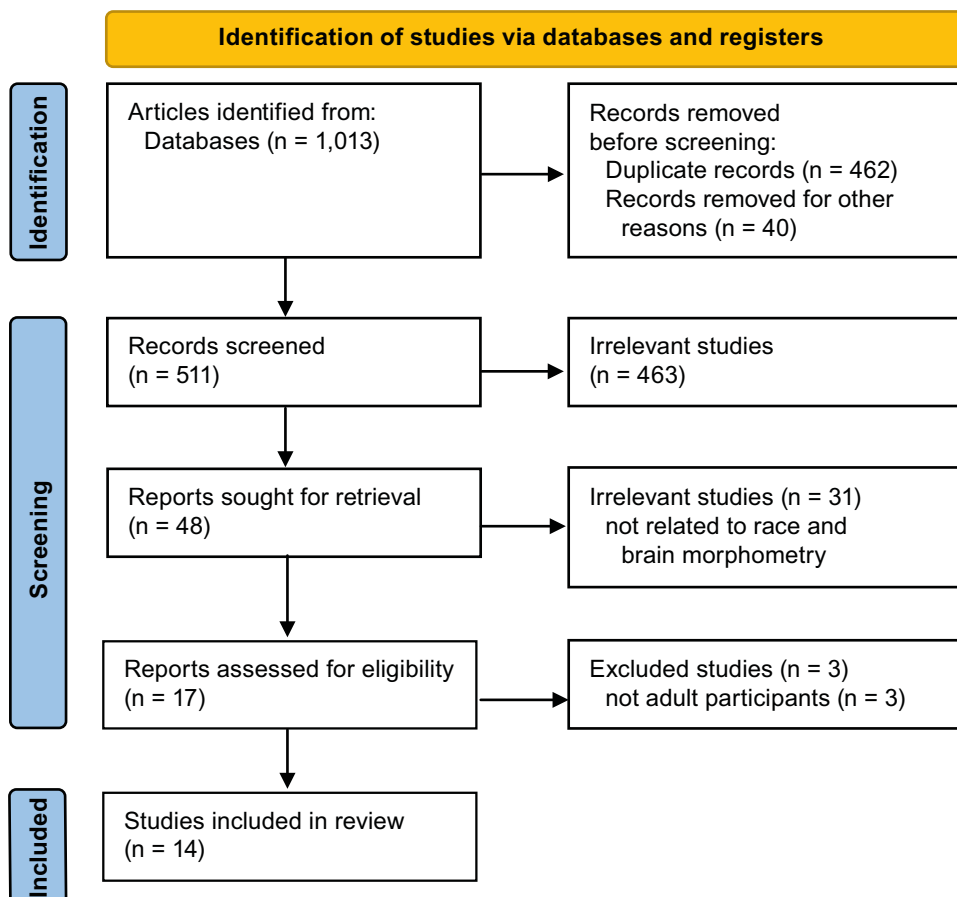 Identification of studies via databases and registers
Identification
Articles identified from:
Databases (n = 1,013)
Records removed
before screening:
Duplicate records (n = 462)
Records removed for other
reasons (n = 40)
Screening
Records screened
(n = 511)
Irrelevant studies
(n = 463)
Reports sought for retrieval
(n = 48)
Irrelevant studies (n = 31)
not related to race and
brain morphometry
Reports assessed for eligibility
(n = 17)
Excluded studies (n = 3)
not adult participants (n = 3)
Included
Studies included in review
(n = 14)